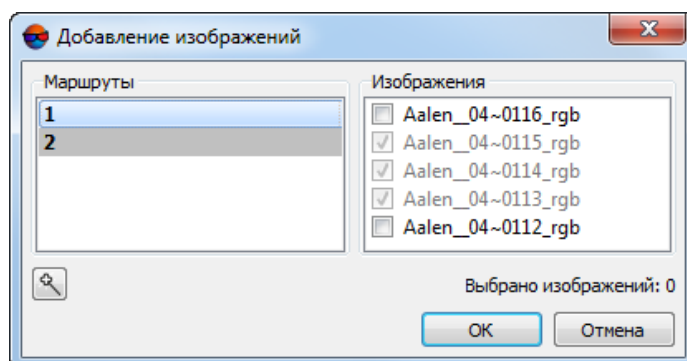 Добавление изображений
Маршруты
1
2
Изображения
Aalen__04~0116_rgb
Aalen__04~0115_rgb
Aalen__04~0114_rgb
Aalen__04~0113_rgb
Aalen__04~0112_rgb
Выбрано изображений: 0
OK
Отмена